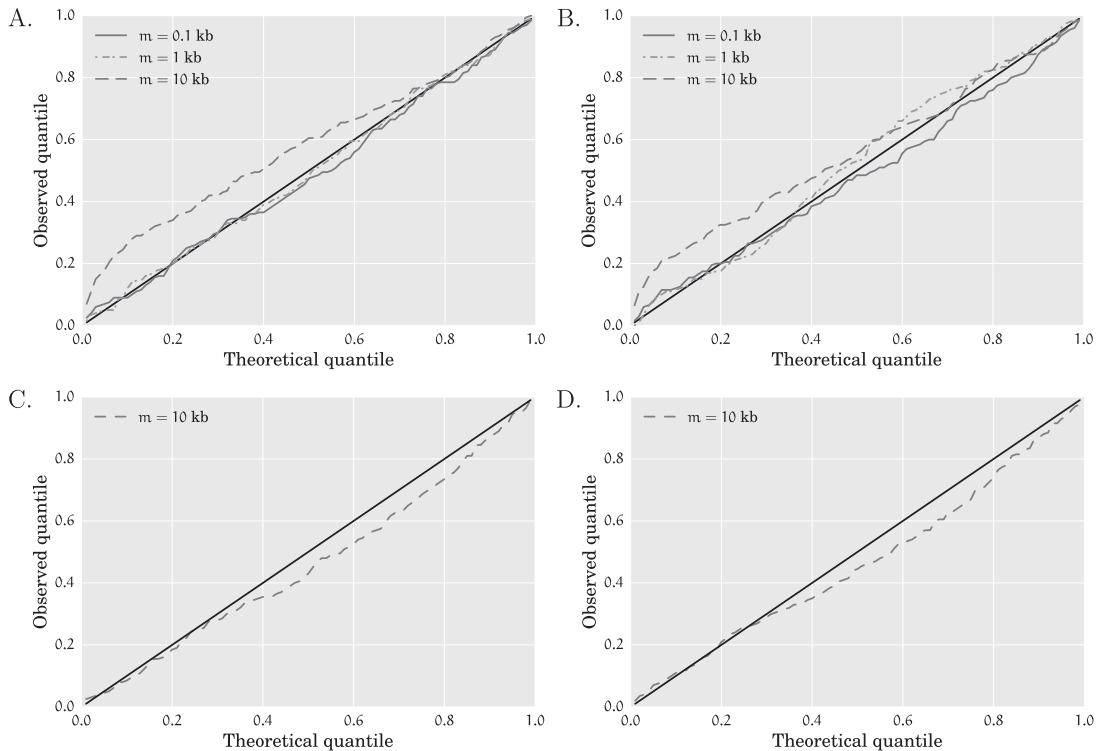 A.
1.0
0.8
0.6
0.4
0.2
0.0
Observed quantile
m = 0.1 kb
m = 1 kb
m = 10 kb
0.0 0.2 0.4 0.6 0.8 1.0
Theoretical quantile
B.
1.0
0.8
0.6
0.4
0.2
0.0
Observed quantile
m = 0.1 kb
m = 1 kb
m = 10 kb
0.0 0.2 0.4 0.6 0.8 1.0
Theoretical quantile
C.
1.0
0.8
0.6
0.4
0.2
0.0
Observed quantile
m = 10 kb
0.0 0.2 0.4 0.6 0.8 1.0
Theoretical quantile
D.
1.0
0.8
0.6
0.4
0.2
0.0
Observed quantile
m = 10 kb
0.0 0.2 0.4 0.6 0.8 1.0
Theoretical quantile